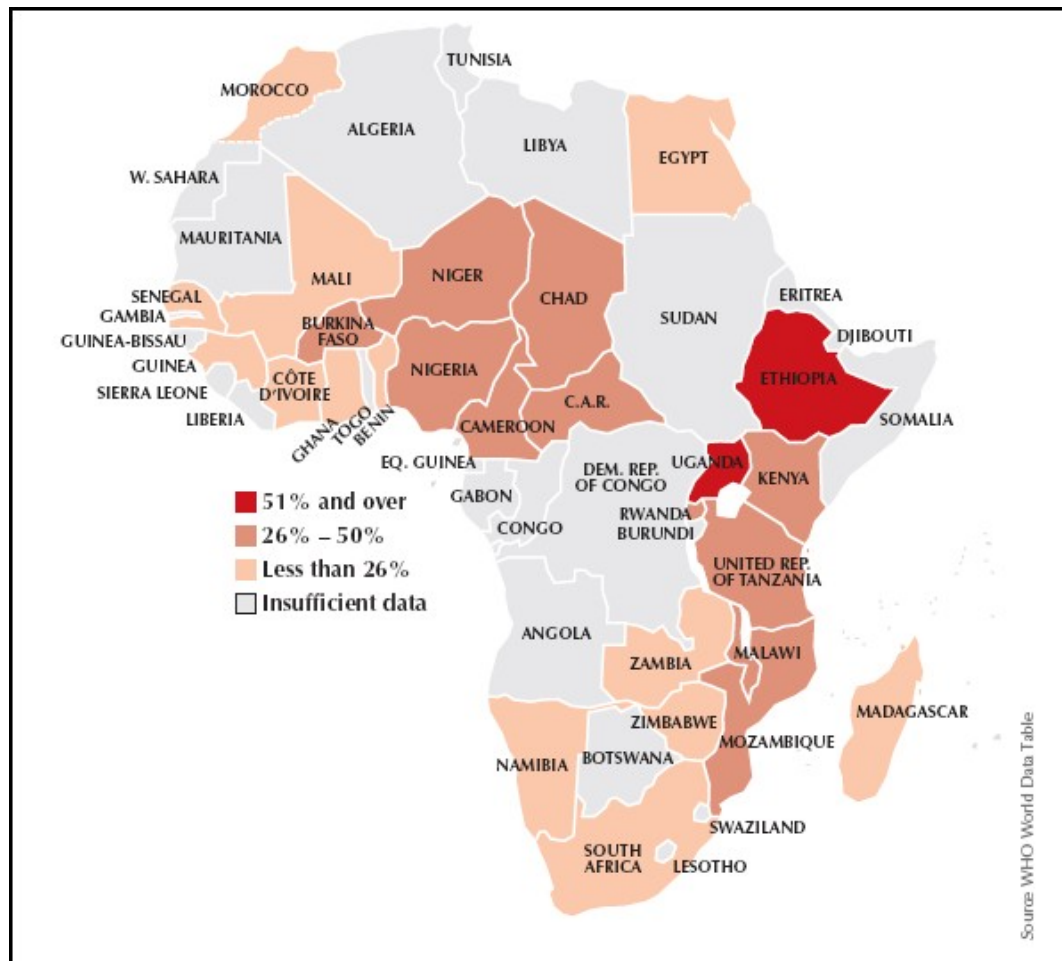 TUNISIA
MOROCCO
ALGERIA
LIBYA
EGYPT
W. SAHARA
MAURITANIA
MALI
NIGER
CHAD
SUDAN
ERITREA
SENEGAL
GAMBIA
BURKINA
FASO
GUINEA-BISSAU
DJIBOUTI
GUINEA
NIGERIA
ETHIOPIA
CÔTE
D'IVOIRE
SIERRA LEONE
C.A.R.
LIBERIA
SOMALIA
GHANA
TOGO
BENIN
CAMEROON
EQ. GUINEA
DEM. REP.
OF CONGO
UGANDA
KENYA
GABON
CONGO
RWANDA
BURUNDI
51% and over
26% – 50%
Less than 26%
Insufficient data
UNITED REP.
OF TANZANIA
ANGOLA
ZAMBIA
MALAWI
MADAGASCAR
ZIMBABWE
MOZAMBIQUE
NAMIBIA
BOTSWANA
SWAZILAND
SOUTH
AFRICA
LESOTHO
Source WHO World Data Table